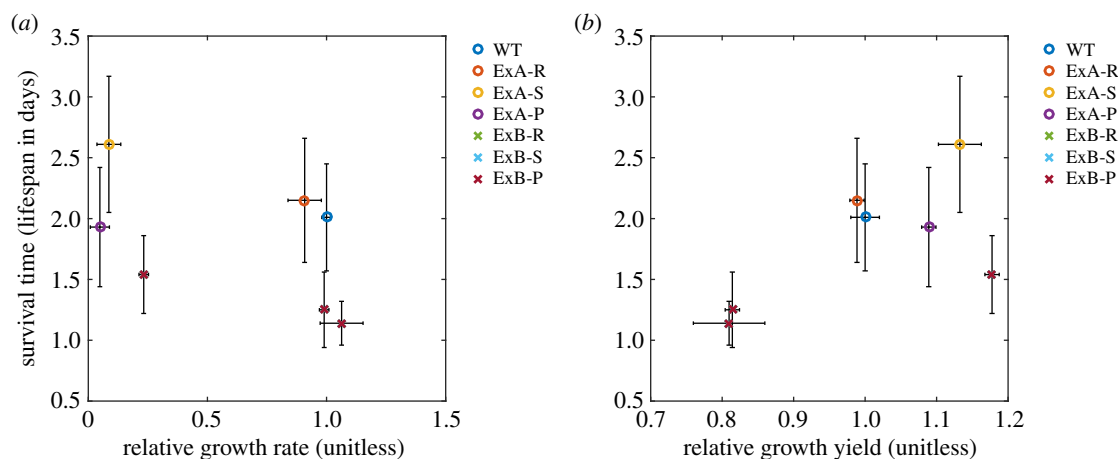 (a)
3.5
3.0
2.5
2.0
1.5
1.0
0.5
survival time (lifespan in days)
0
0.5
1.0
1.5
relative growth rate (unitless)
WT
ExA-R
ExA-S
ExA-P
ExB-R
ExB-S
ExB-P
(b)
3.5
3.0
2.5
2.0
1.5
1.0
0.5
0.7
0.8
0.9
1.0
1.1
1.2
relative growth yield (unitless)
WT
ExA-R
ExA-S
ExA-P
ExB-R
ExB-S
ExB-P